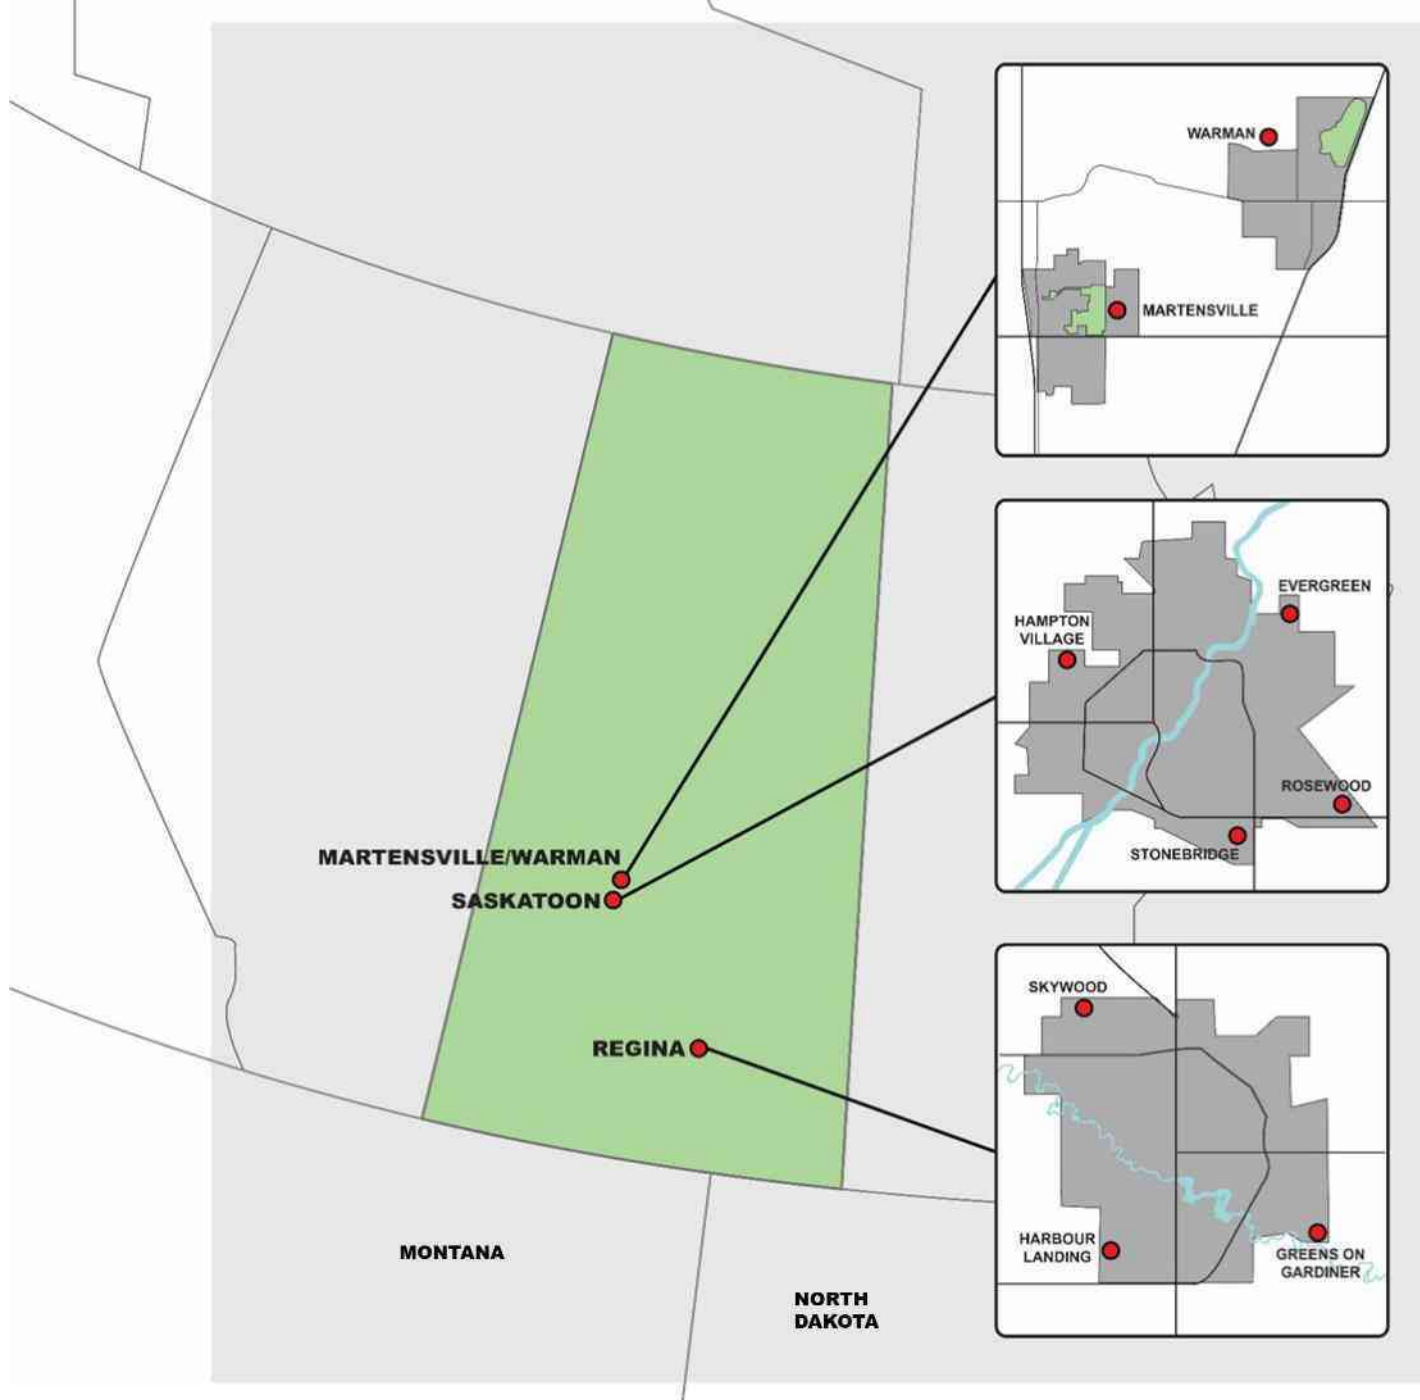 WARMAN
MARTENSVILLE
EVERGREEN
HAMPTON
VILLAGE
ROSEWOOD
STONEBRIDGE
MARTENSVILLE/WARMAN
SASKATOON
SKYWOOD
REGINA
HARBOUR
LANDING
GREENS ON
GARDINER
MONTANA
NORTH
DAKOTA